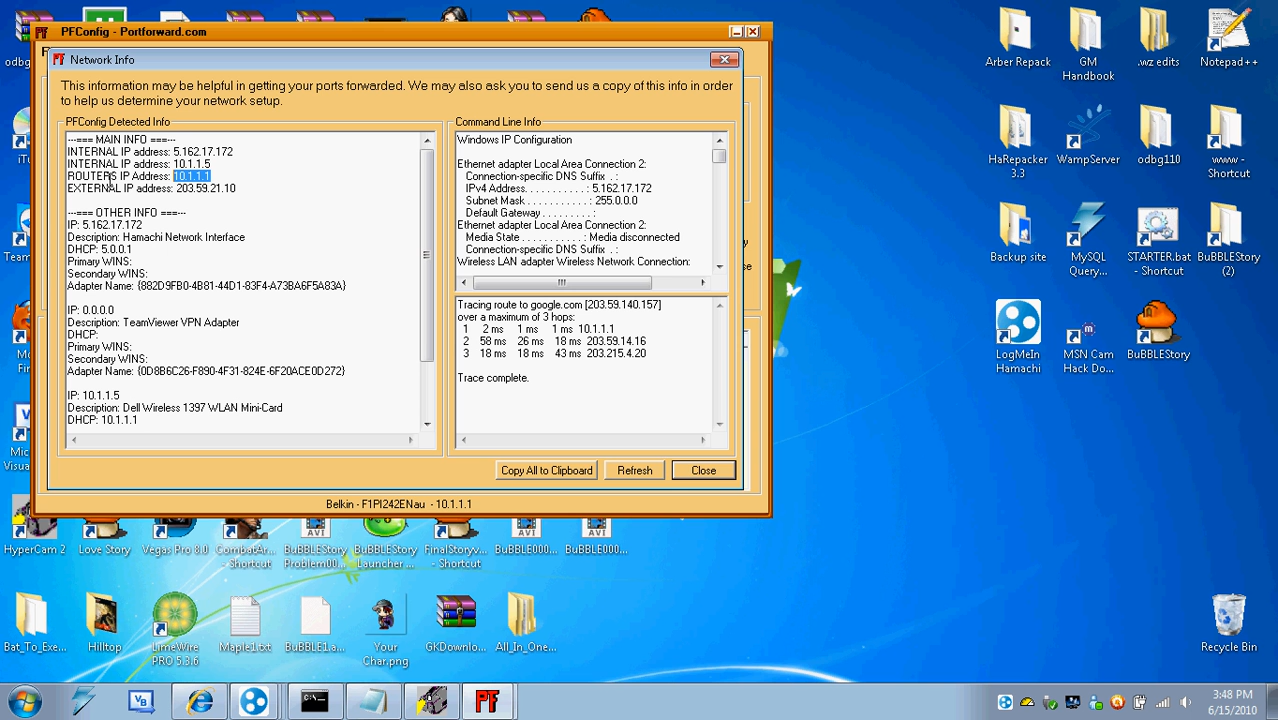 PFConfig - Portforward.com
Network Info
This information may be helpful in getting your ports forwarded. We may also ask you to send us a copy of this info in order
to help us determine your network setup.
PFConfig Detected Info
---=== MAIN INFO ===---
INTERNAL IP address: 5.162.17.172
INTERNAL IP address: 10.1.1.5
ROUTERS IP Address: 10.1.1.1
EXTERNAL IP address: 203.59.21.10
---=== OTHER INFO ===---
IP: 5.162.17.172
Description: Hamachi Network Interface
DHCP: 5.0.0.1
Primary WINS:
Secondary WINS:
Adapter Name: {882D9FB0-4B81-44D1-83F4-A73BA6F5A83A}
IP: 0.0.0.0
Description: TeamViewer VPN Adapter
DHCP:
Primary WINS:
Secondary WINS:
Adapter Name: {0D8B6C26-F890-4F31-824E-6F20ACE0D272}
IP: 10.1.1.5
Description: Dell Wireless 1397 WLAN Mini-Card
DHCP: 10.1.1.1
Command Line Info
Windows IP Configuration
Ethernet adapter Local Area Connection 2:
Connection-specific DNS Suffix . :
IPv4 Address. . . . . . . . . . . : 5.162.17.172
Subnet Mask . . . . . . . . . . . : 255.0.0.0
Default Gateway . . . . . . . . . :
Ethernet adapter Local Area Connection 2:
Media State . . . . . . . . . . . : Media disconnected
Connection-specific DNS Suffix . :
Wireless LAN adapter Wireless Network Connection:
Tracing route to google.com [203.59.140.157]
over a maximum of 3 hops:
1 2 ms 1 ms 1 ms 10.1.1.1
2 58 ms 26 ms 18 ms 203.59.14.16
3 18 ms 18 ms 43 ms 203.215.4.20
Trace complete.
Copy All to Clipboard
Refresh
Close
Belkin - F1PI242ENau - 10.1.1.1
Arber Repack
GM
Handbook
.wz edits
Notepad++
HaRepacker
3.3
WampServer
odbg110
www -
Shortcut
Backup site
MySQL
Query...
STARTER.bat
- Shortcut
BuBBLEStory
(2)
LogMeIn
Hamachi
MSN Cam
Hack Do...
BuBBLEStory
HyperCam 2
Love Story
Vegas Pro 8.0
CombatAr...
- Shortcut
BuBBLEStory
Problem00...
BuBBLEStory
Launcher ...
FinalStoryv...
- Shortcut
BuBBLE000...
BuBBLE000...
Bat_To_Exe...
Hilltop
LimeWire
PRO 5.3.6
Maple1.txt
BuBBLE1.a...
Your
Char.png
GKDownlo...
All_In_One...
Recycle Bin
3:48 PM
6/15/2010